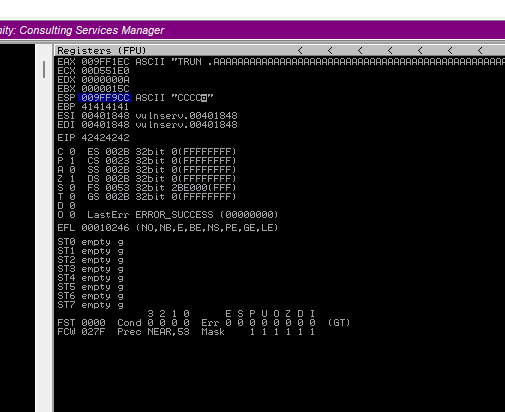 nity: Consulting Services Manager
Registers (FPU) < < < < < < <
EAX 009FF1EC ASCII "TRUN .AAAAAAAAAAAAAAAAAAAAAAAAAAAAAAAAAAAAAAAAAAAAAAA
ECX 00D551E0
EDX 0000000A
EBX 0000015C
ESP 009FF9CC ASCII "CCCC◘"
EBP 41414141
ESI 00401848 vulnserv.00401848
EDI 00401848 vulnserv.00401848
EIP 42424242
C 0 ES 002B 32bit 0(FFFFFFFF)
P 1 CS 0023 32bit 0(FFFFFFFF)
A 0 SS 002B 32bit 0(FFFFFFFF)
Z 1 DS 002B 32bit 0(FFFFFFFF)
S 0 FS 0053 32bit 2BE000(FFF)
T 0 GS 002B 32bit 0(FFFFFFFF)
D 0
O 0 LastErr ERROR_SUCCESS (00000000)
EFL 00010246 (NO,NB,E,BE,NS,PE,GE,LE)
ST0 empty g
ST1 empty g
ST2 empty g
ST3 empty g
ST4 empty g
ST5 empty g
ST6 empty g
ST7 empty g
3 2 1 0 E S P U O Z D I
FST 0000 Cond 0 0 0 0 Err 0 0 0 0 0 0 0 0 (GT)
FCW 027F Prec NEAR,53 Mask 1 1 1 1 1 1